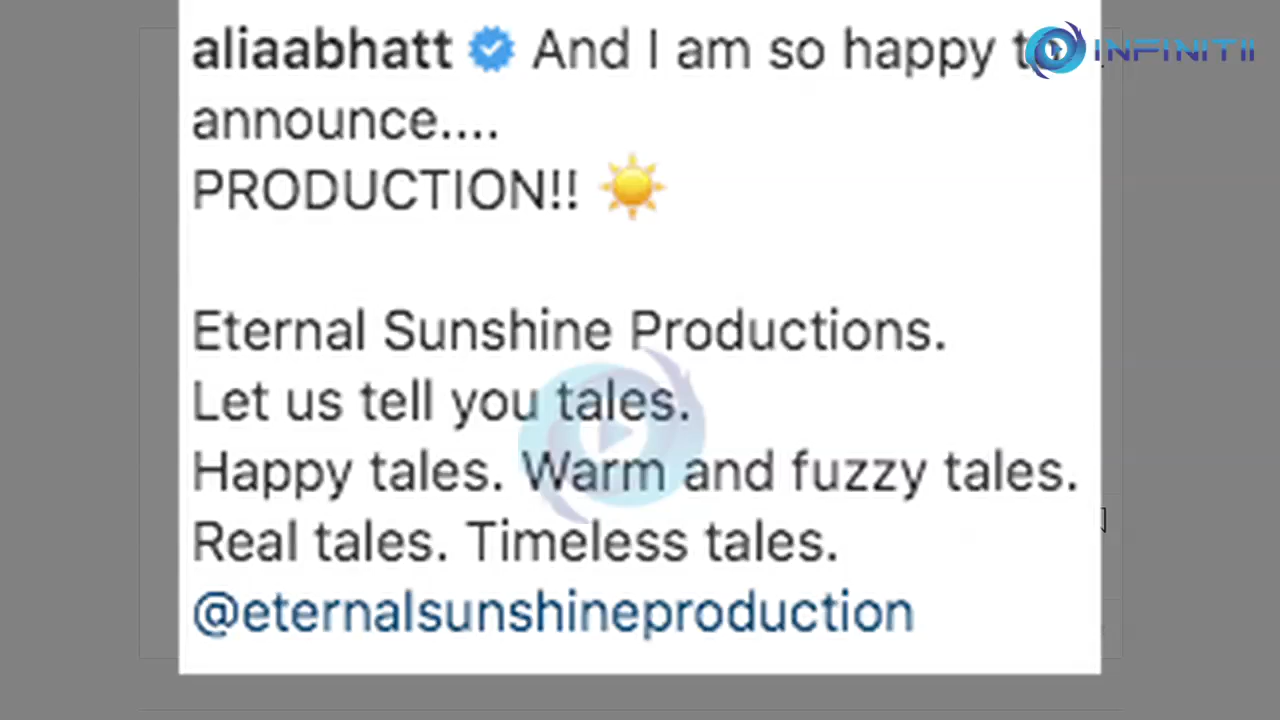 aliaabhatt And I am so happy t
INFINITII
announce....
PRODUCTION!! ☀️
Eternal Sunshine Productions.
Let us tell you tales.
Happy tales. Warm and fuzzy tales.
Real tales. Timeless tales.
@eternalsunshineproduction